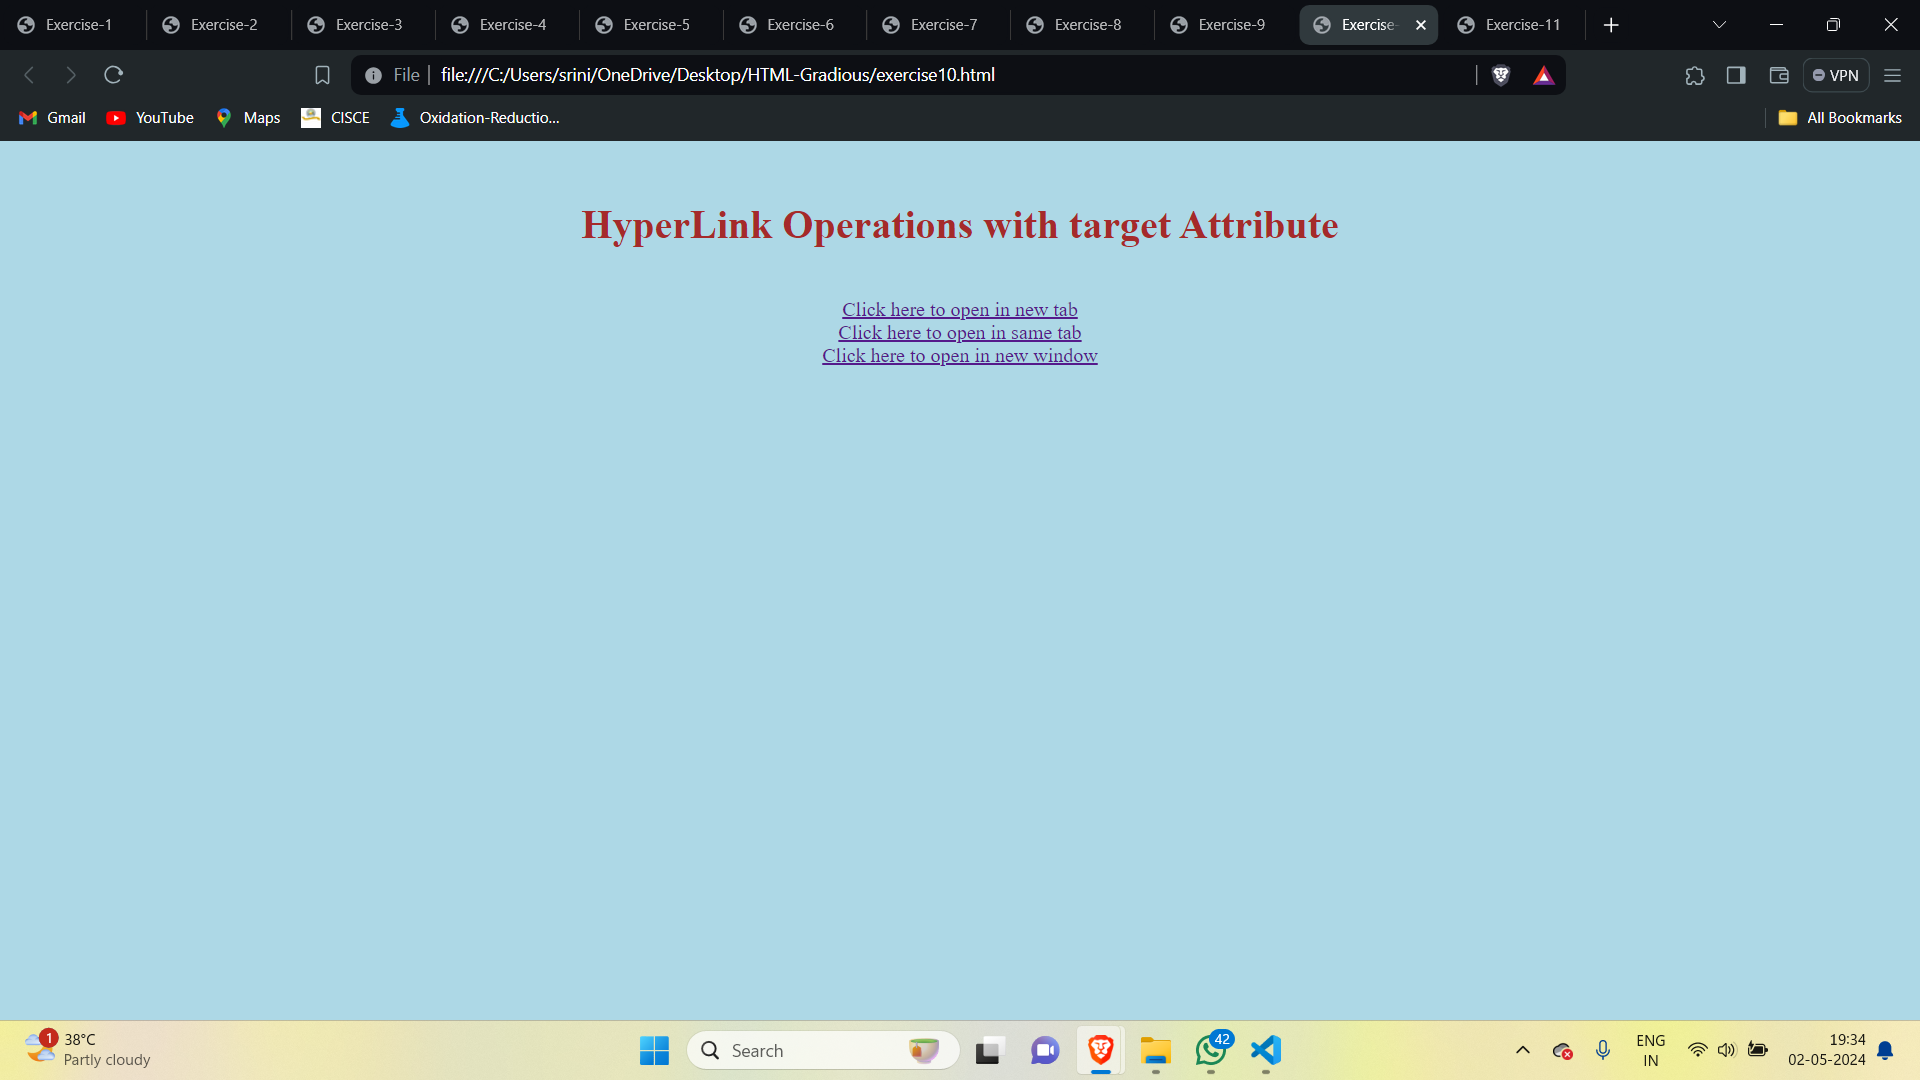 Exercise-1
Exercise-2
Exercise-3
Exercise-4
Exercise-5
Exercise-6
Exercise-7
Exercise-8
Exercise-9
Exercise-
Exercise-11
File
file:///C:/Users/srini/OneDrive/Desktop/HTML-Gradious/exercise10.html
VPN
Gmail
YouTube
Maps
CISCE
Oxidation-Reductio...
All Bookmarks
HyperLink Operations with target Attribute
Click here to open in new tab
Click here to open in same tab
Click here to open in new window
1
38°C
Partly cloudy
Search
42
ENG
IN
19:34
02-05-2024